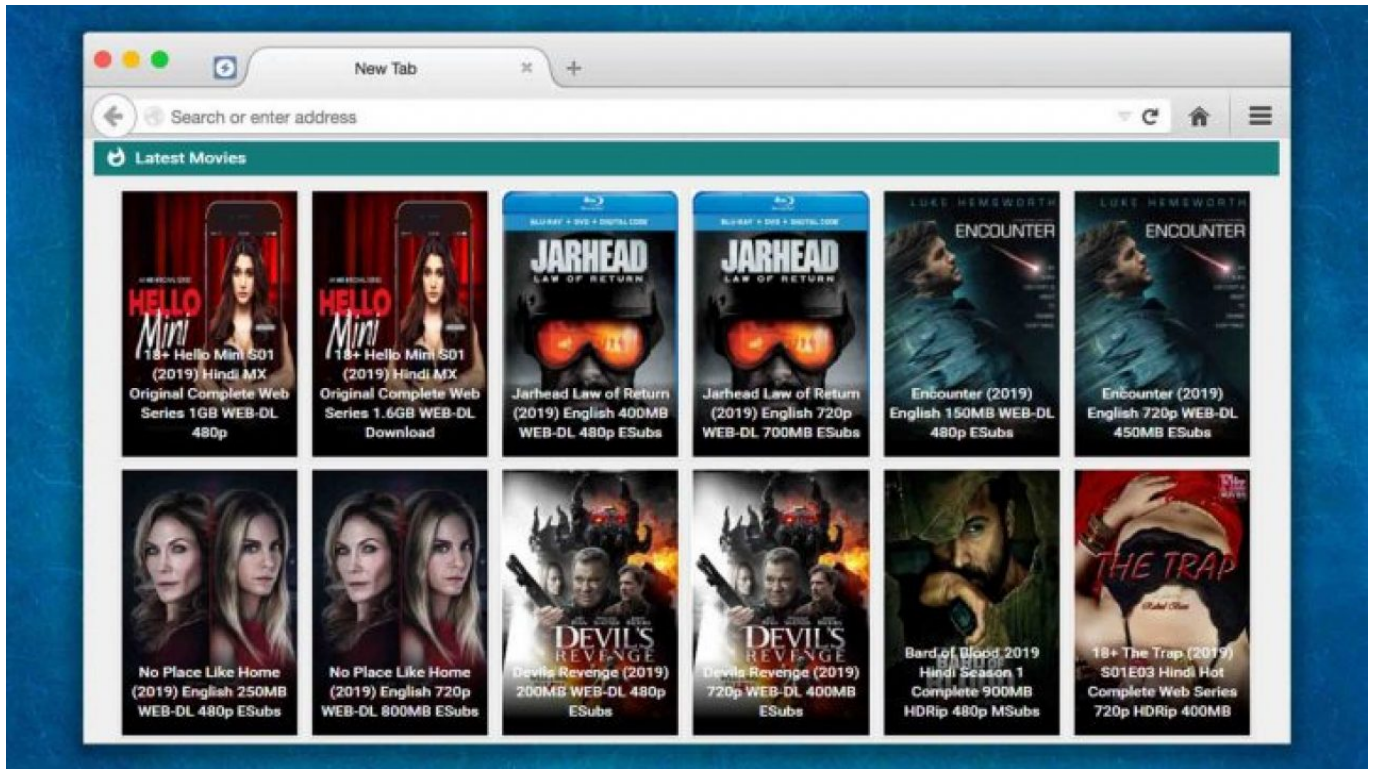 New Tab
Search or enter address
Latest Movies
HELLO
Mini
18+ Hello Mini S01
(2019) Hindi MX
Original Complete Web
Series 1GB WEB-DL
480p
HELLO
Mini
18+ Hello Mini S01
(2019) Hindi MX
Original Complete Web
Series 1.6GB WEB-DL
Download
BLU-RAY + DVD + DIGITAL CODE
JARHEAD
LAW OF RETURN
Jarhead Law of Return
(2019) English 400MB
WEB-DL 480p ESubs
BLU-RAY + DVD + DIGITAL CODE
JARHEAD
LAW OF RETURN
Jarhead Law of Return
(2019) English 720p
WEB-DL 700MB ESubs
LUKE HEMSWORTH
ENCOUNTER
Encounter (2019)
English 150MB WEB-DL
480p ESubs
LUKE HEMSWORTH
ENCOUNTER
Encounter (2019)
English 720p WEB-DL
450MB ESubs
No Place Like Home
(2019) English 250MB
WEB-DL 480p ESubs
No Place Like Home
(2019) English 720p
WEB-DL 800MB ESubs
DEVIL'S
REVENGE
Devils Revenge (2019)
200MB WEB-DL 480p
ESubs
DEVIL'S
REVENGE
Devils Revenge (2019)
720p WEB-DL 400MB
ESubs
Bard of Blood 2019
Hindi Season 1
Complete 900MB
HDRip 480p MSubs
THE TRAP
18+ The Trap (2019)
S01E03 Hindi Hot
Complete Web Series
720p HDRip 400MB